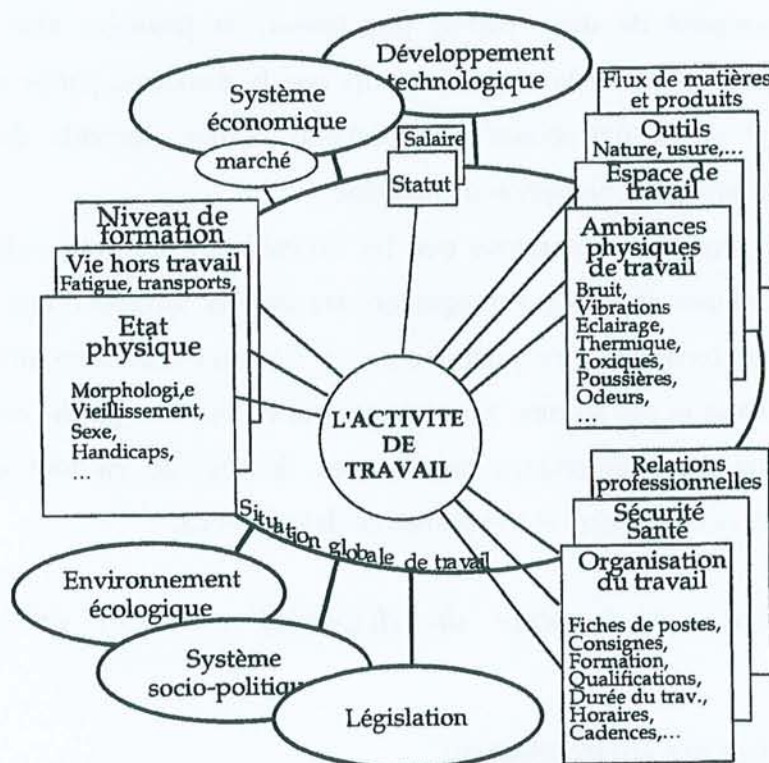 Développement
technologique
Système
économique
marché
Salaire
Statut
Flux de matières
et produits
Outils
Nature, usure,...
Espace de
travail
Ambiances
physiques
de travail
Bruit,
Vibrations
Eclairage,
Thermique,
Toxiques,
Poussières,
Odeurs,
...
Niveau de
formation
Vie hors travail
Fatigue, transports,
Etat
physique
Morphologi,e
Vieillissement,
Sexe,
Handicaps,
...
L'ACTIVITE
DE
TRAVAIL
Situation globale de travail
Relations
professionnelles
Sécurité
Santé
Organisation
du travail
Fiches de postes,
Consignes,
Formation,
Qualifications,
Durée du trav.,
Horaires,
Cadences,...
Environnement
écologique
Système
socio-politiqu
Législation